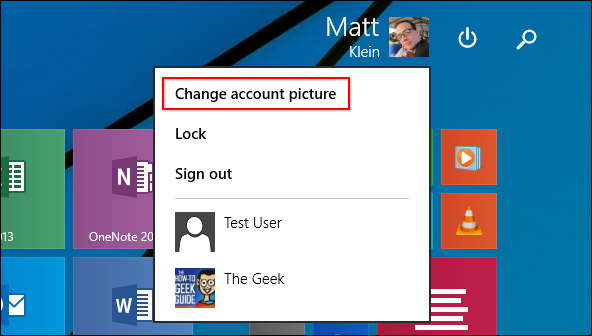 Matt
Klein
Change account picture
Lock
Sign out
Test User
The Geek
THE
HOW-TO
GEEK
GUIDE
013
OneNote 20
N
W